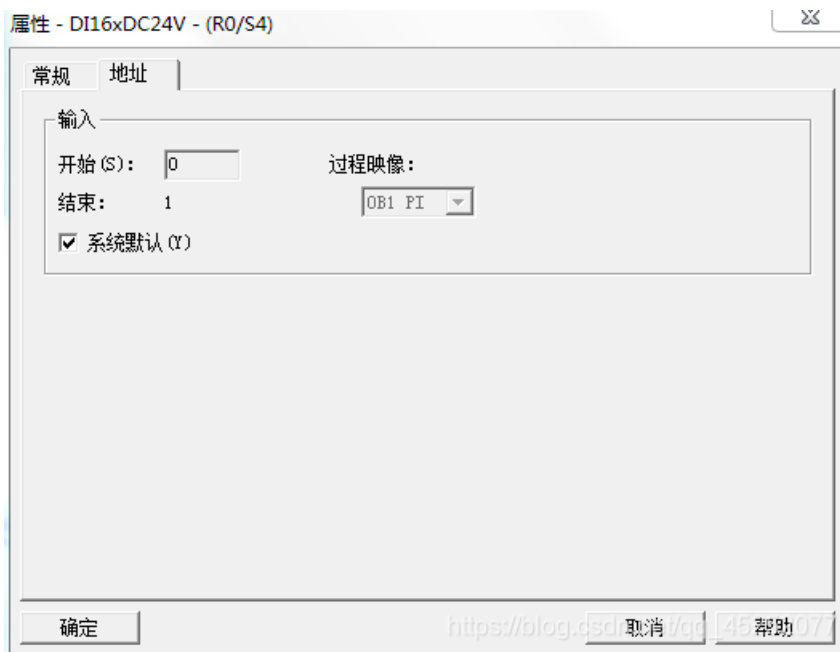 属性 - DI16xDC24V - (R0/S4)
常规 地址
输入
开始(S): 0 过程映像:
结束: 1 OB1 PI
系统默认(Y)
确定 取消 帮助